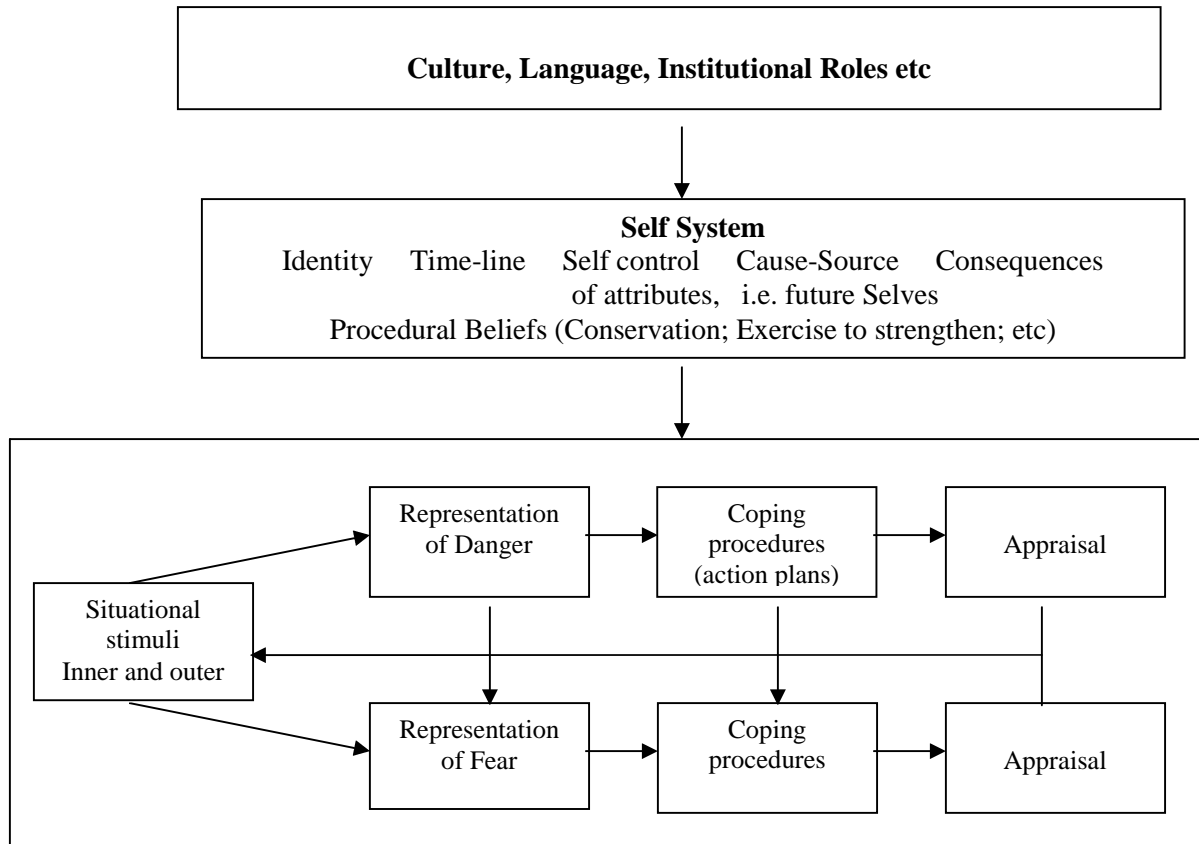 Culture, Language, Institutional Roles etc
Self System
Identity Time-line Self control Cause-Source Consequences
of attributes, i.e. future Selves
Procedural Beliefs (Conservation; Exercise to strengthen; etc)
Representation
of Danger
Coping
procedures
(action plans)
Appraisal
Situational
stimuli
Inner and outer
Representation
of Fear
Coping
procedures
Appraisal